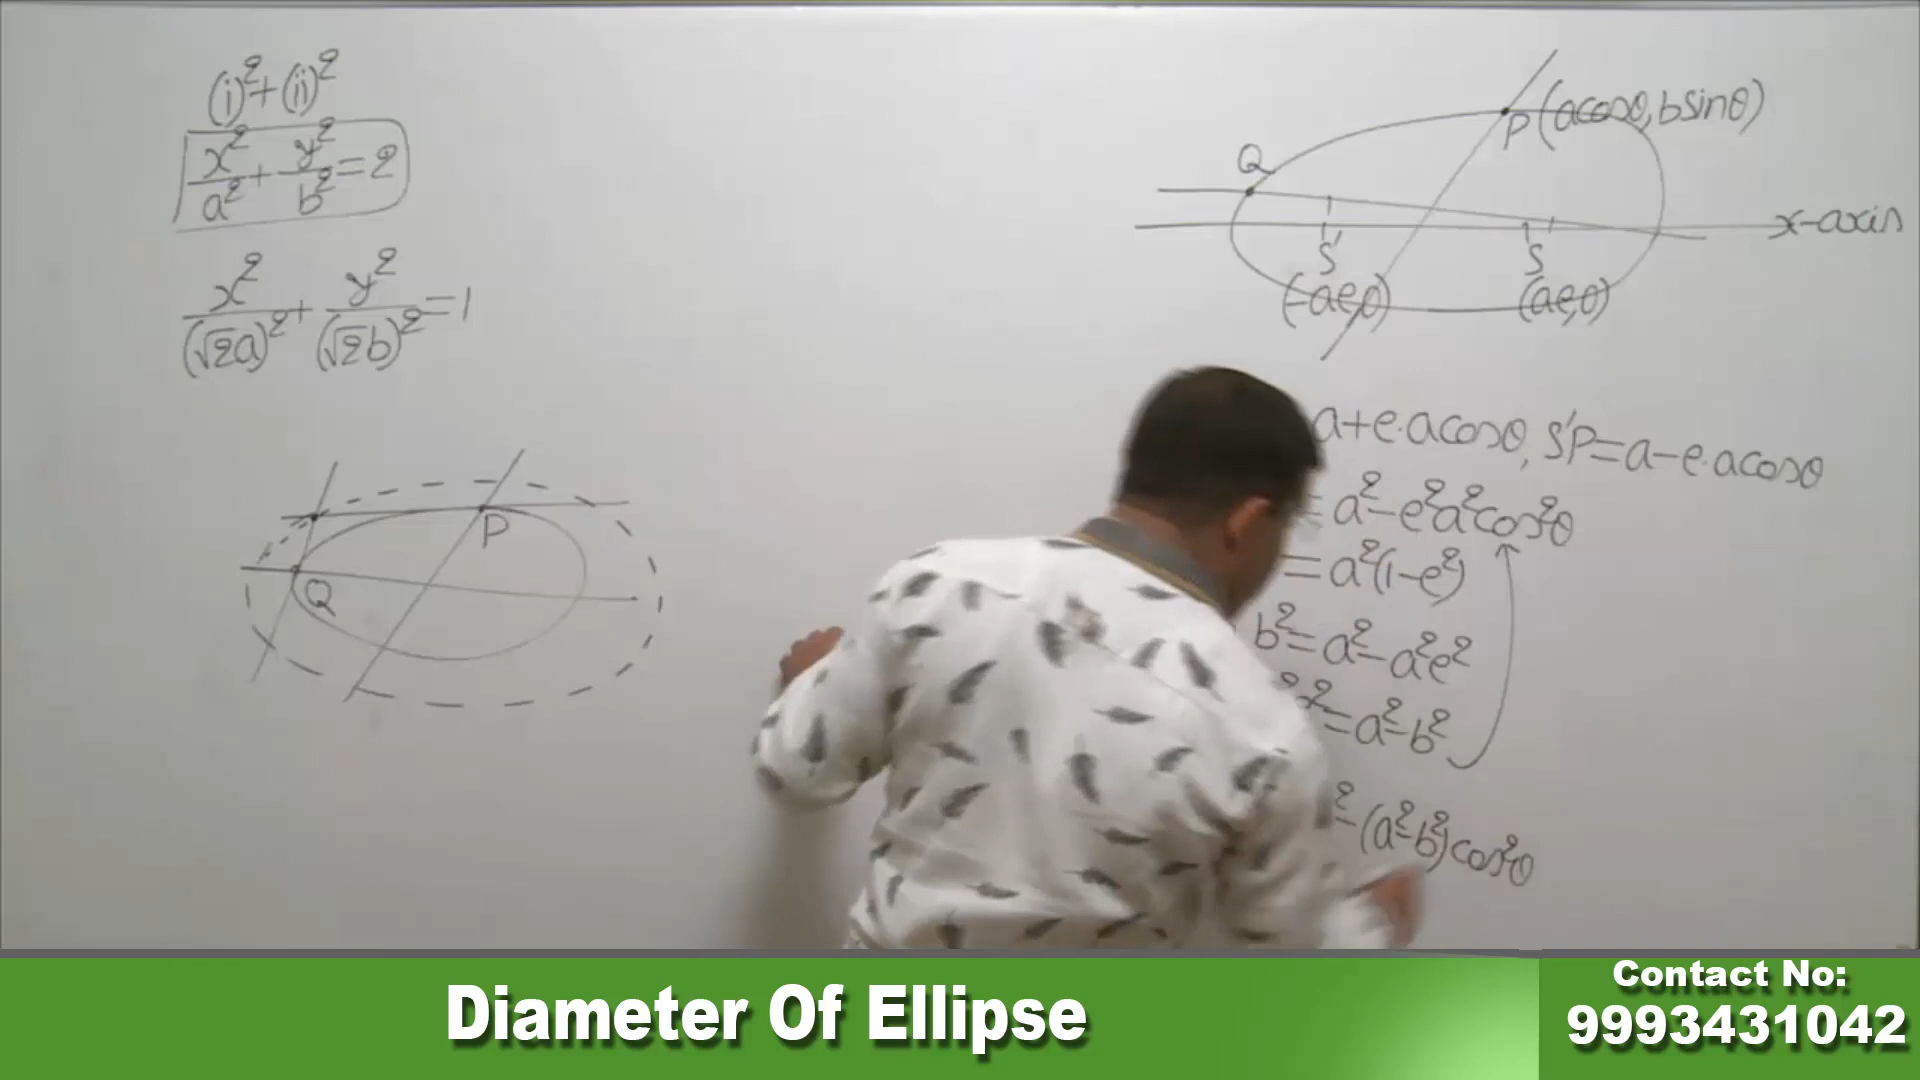 (i)²+(ii)²
x²/a²+y²/b²=2
x²/(√2a)²+y²/(√2b)²=1
P
Q
Q
P(acosθ,bsinθ)
x-axis
S'
S
(-ae,0)
(ae,0)
a+e·acosθ, S'P=a-e·acosθ
=a²-e²a²cos²θ
=a²(1-e²)
b²=a²-a²e²
²=a²-b²
²-(a²-b²)cos²θ
Diameter Of Ellipse
Contact No:
9993431042